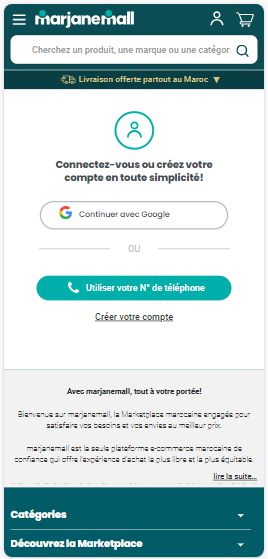 marjanemall
Cherchez un produit, une marque ou une catégor
Livraison offerte partout au Maroc
Connectez-vous ou créez votre
compte en toute simplicité!
Continuer avec Google
OU
Utiliser votre N° de téléphone
Créer votre compte
Avec marjanemall, tout à votre portée!
Bienvenue sur marjanemall, la Marketplace marocaine engagée pour
satisfaire vos besoins et vos envies au meilleur prix.
marjanemall est la seule plateforme e-commerce marocaine de
confiance qui offre l'expérience d'achat la plus libre et la plus équitable.
lire la suite...
Catégories
Découvrez la Marketplace